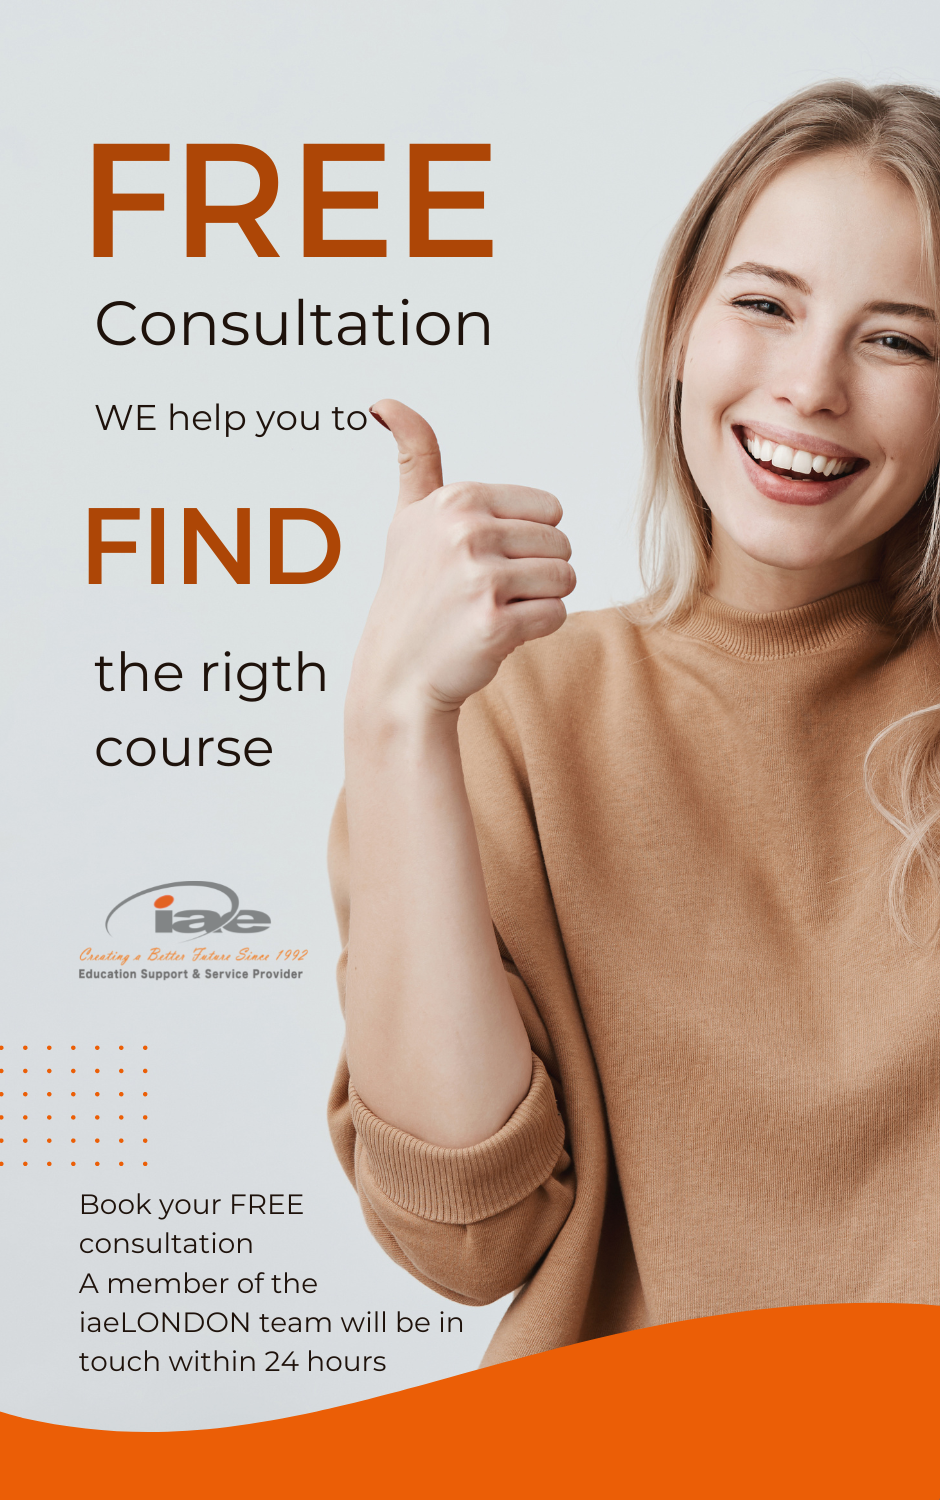 FREE
Consultation
WE help you to
FIND
the rigth
course
iae
Creating a Better Future Since 1992
Education Support & Service Provider
Book your FREE
consultation
A member of the
iaeLONDON team will be in
touch within 24 hours